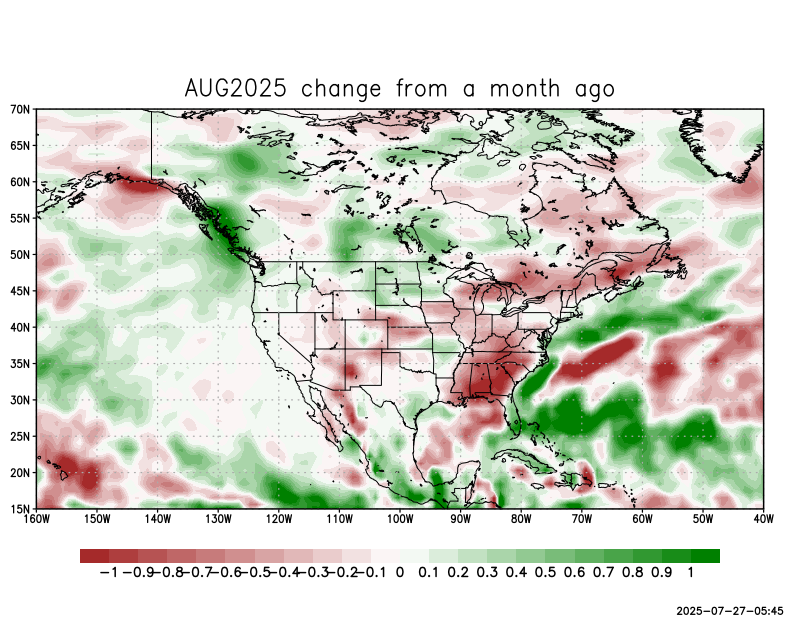 AUG2025 change from a month ago
70N
65N
60N
55N
50N
45N
40N
35N
30N
25N
20N
15N
160W 150W 140W 130W 120W 110W 100W 90W 80W 70W 60W 50W 40W
−1 −0.9 −0.8 −0.7 −0.6 −0.5 −0.4 −0.3 −0.2 −0.1 0 0.1 0.2 0.3 0.4 0.5 0.6 0.7 0.8 0.9 1
2025-07-27-05:45